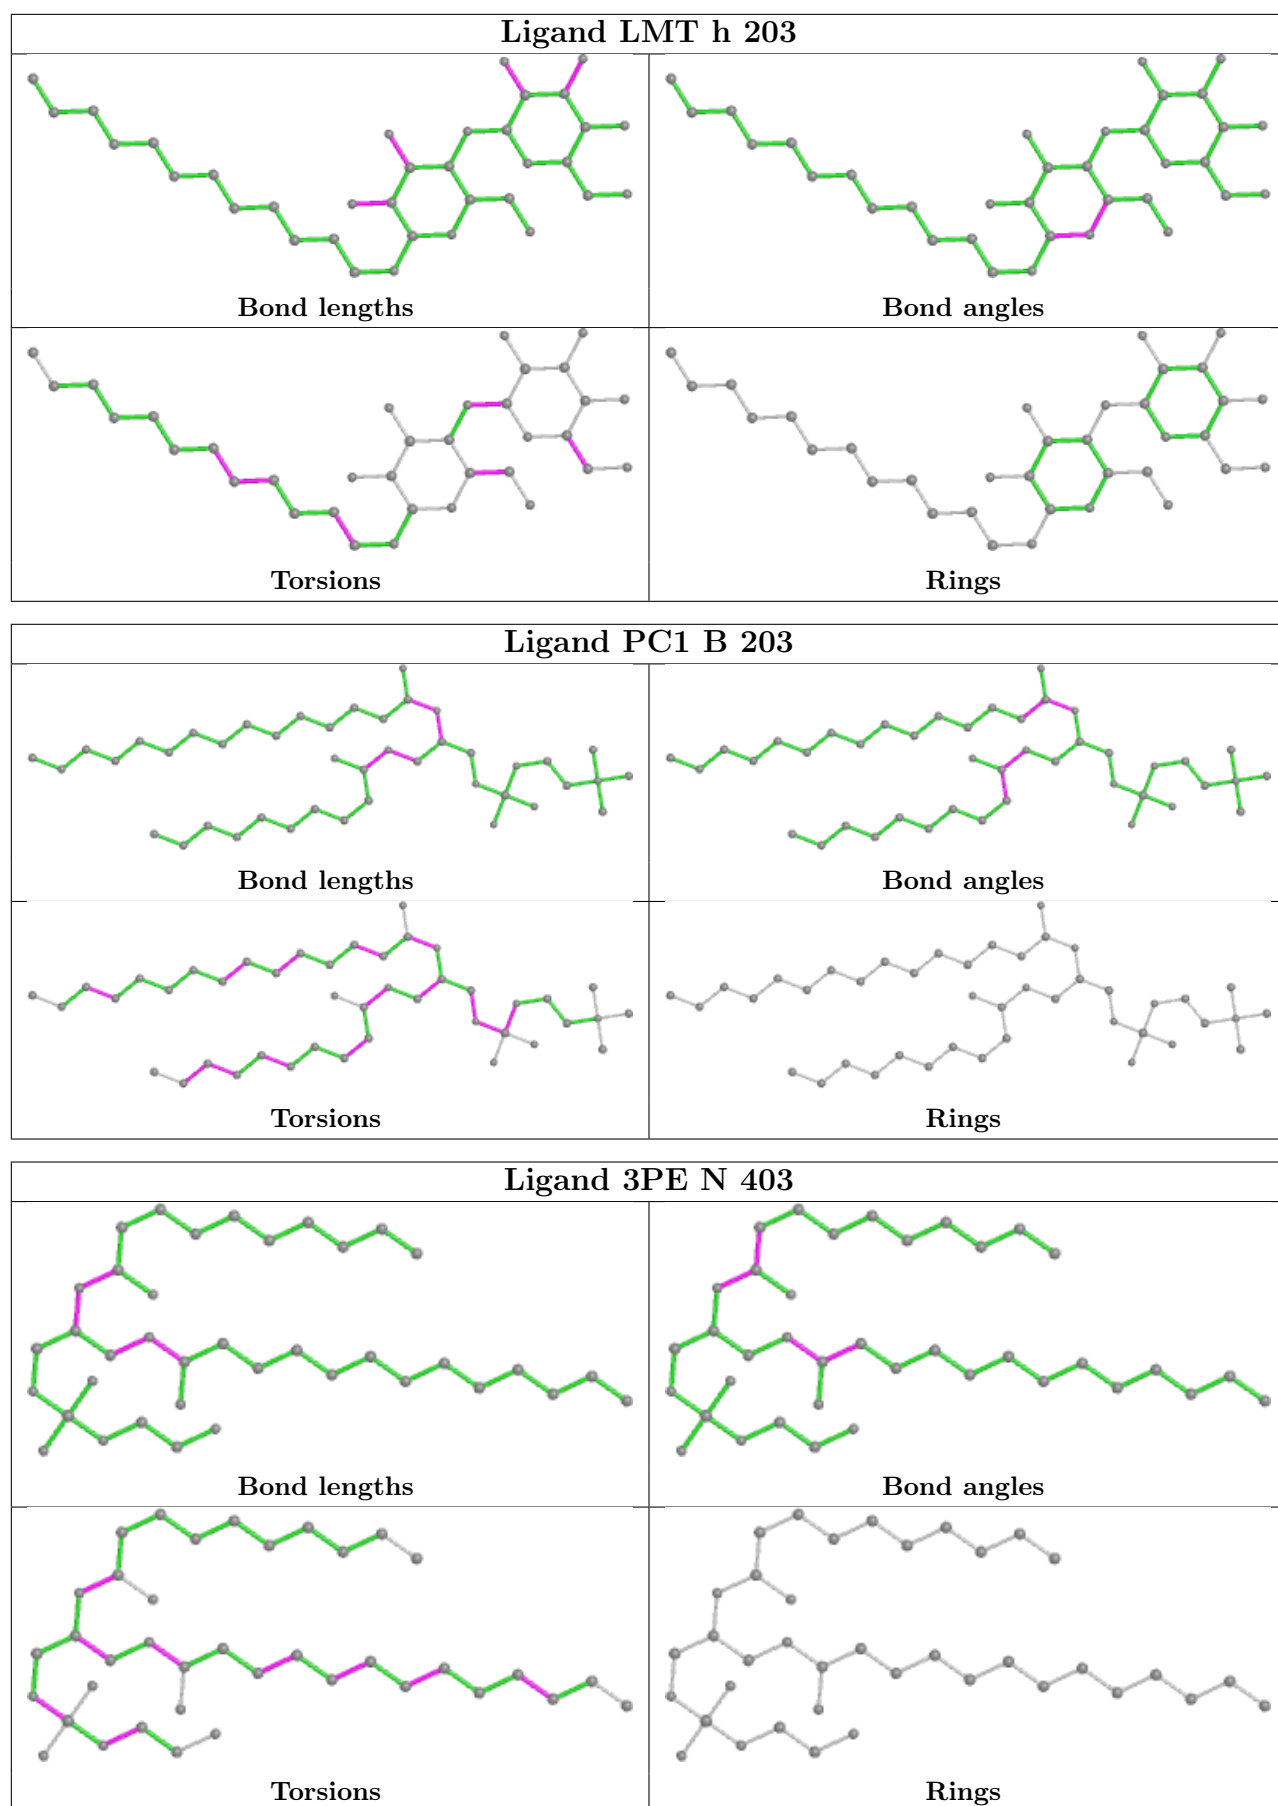 Ligand LMT h 203
Bond lengths
Bond angles
Torsions
Rings
Ligand PC1 B 203
Bond lengths
Bond angles
Torsions
Rings
Ligand 3PE N 403
Bond lengths
Bond angles
Torsions
Rings